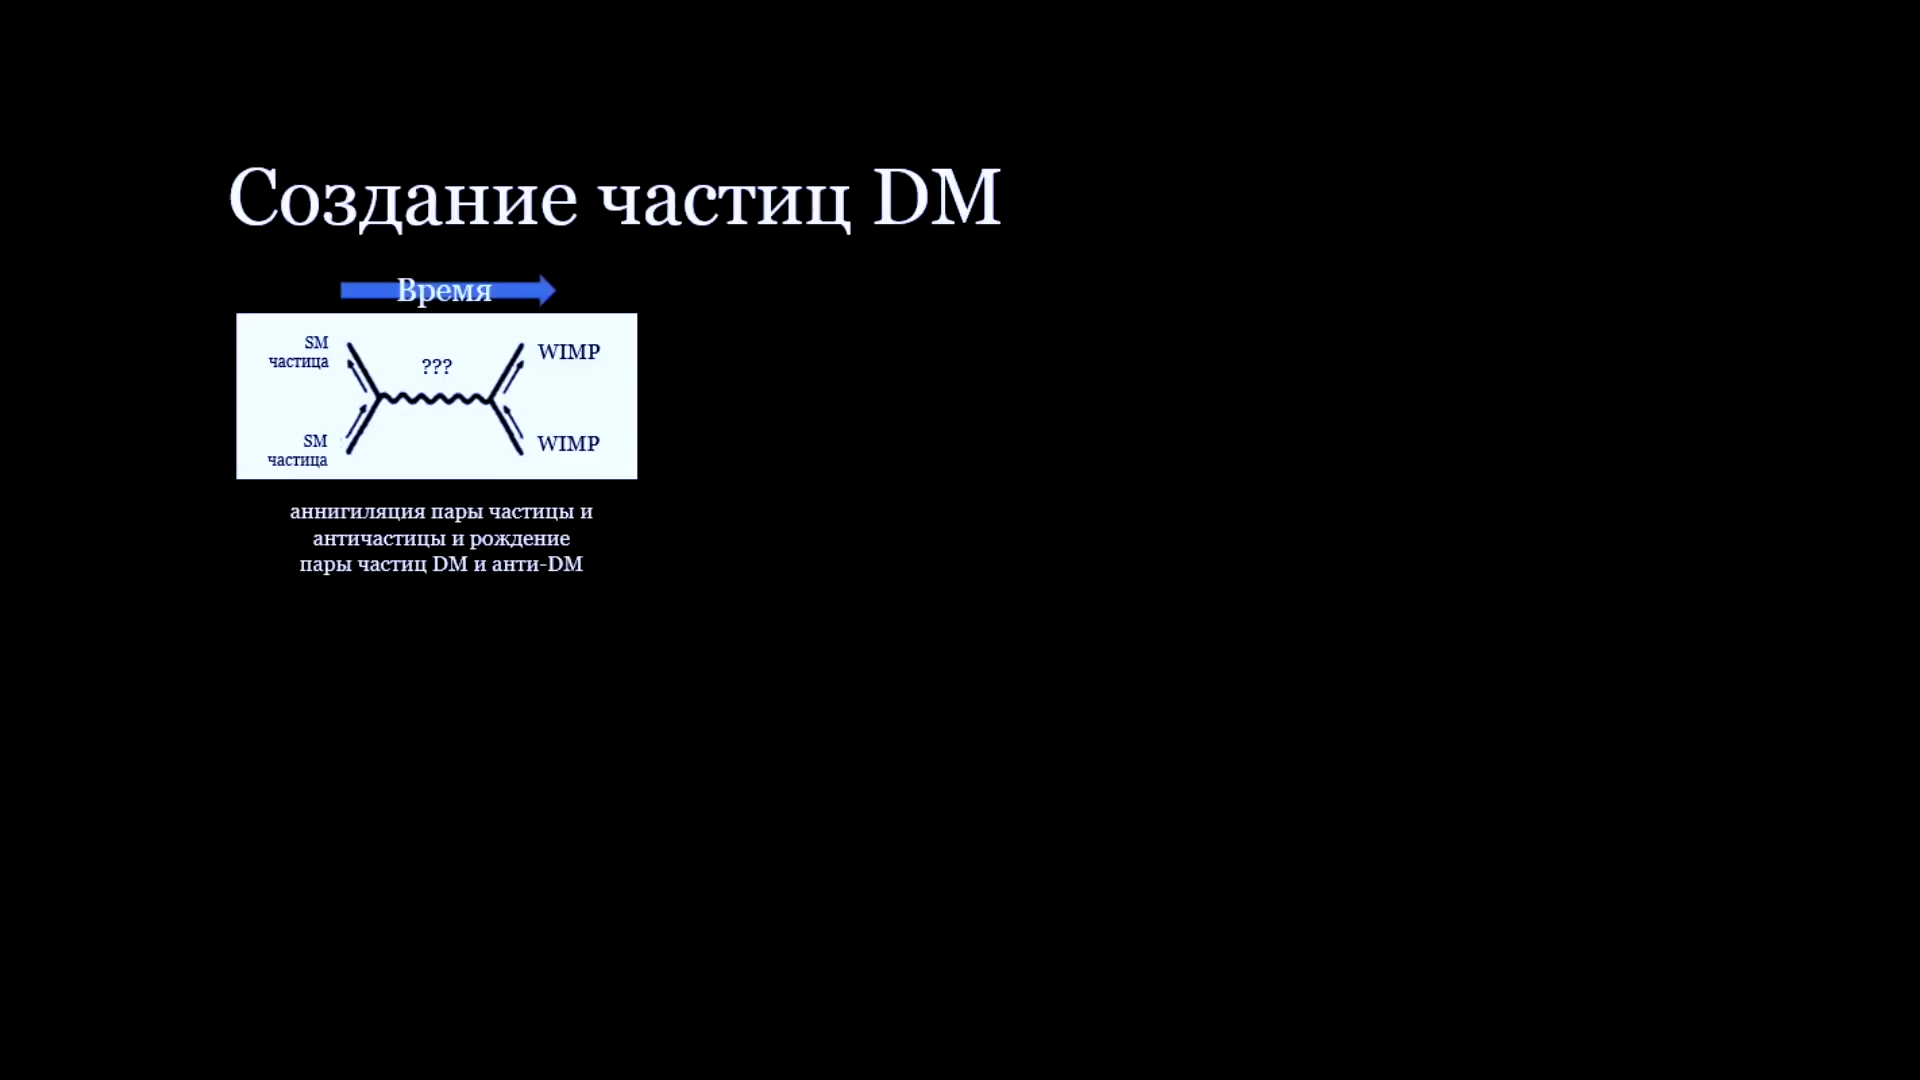 Создание частиц DM
Время
SM
частица
???
WIMP
SM
частица
WIMP
аннигиляция пары частицы и
античастицы и рождение
пары частиц DM и анти-DM